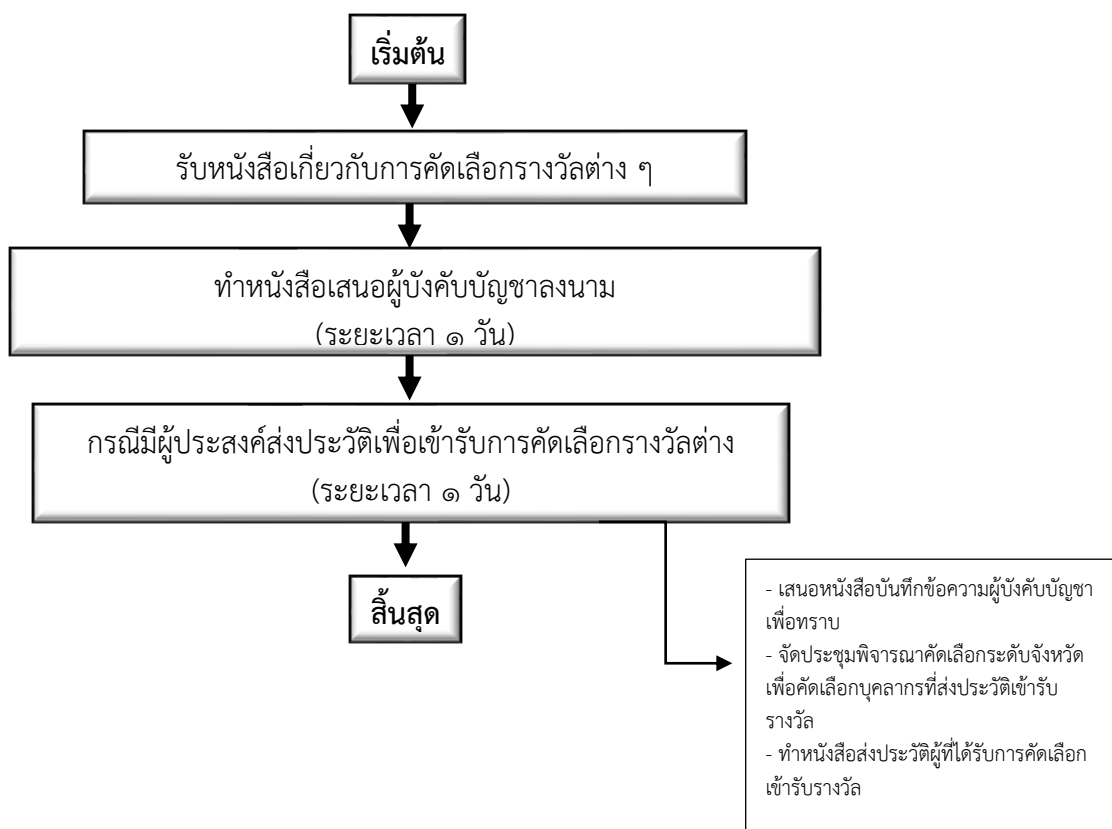 เริ่มต้น
รับหนังสือเกี่ยวกับการคัดเลือกรางวัลต่าง ๆ
ทำหนังสือเสนอผู้บังคับบัญชาลงนาม
(ระยะเวลา ๑ วัน)
กรณีมีผู้ประสงค์ส่งประวัติเพื่อเข้ารับการคัดเลือกรางวัลต่าง
(ระยะเวลา ๑ วัน)
สิ้นสุด
- เสนอหนังสือบันทึกข้อความผู้บังคับบัญชา
เพื่อทราบ
- จัดประชุมพิจารณาคัดเลือกระดับจังหวัด
เพื่อคัดเลือกบุคลากรที่ส่งประวัติเข้ารับ
รางวัล
- ทำหนังสือส่งประวัติผู้ที่ได้รับการคัดเลือก
เข้ารับรางวัล